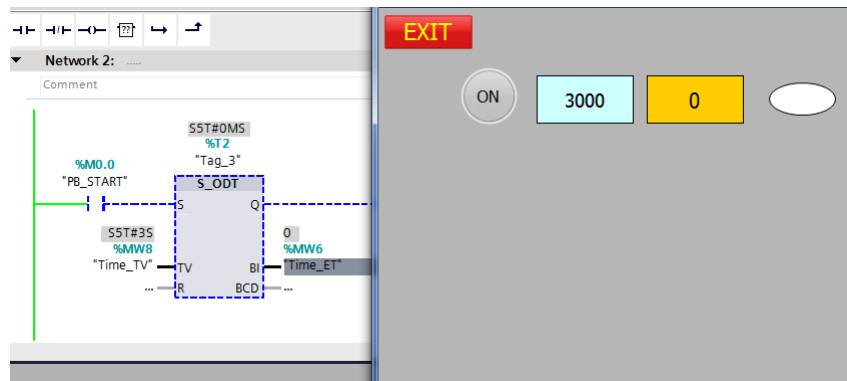 ??
Network 2: .....
Comment
S5T#0MS
%T2
"Tag_3"
%M0.0
"PB_START"
S_ODT
S Q
S5T#3S
%MW8
"Time_TV"
TV
0
%MW6
"Time_ET"
BI
... R BCD ...
EXIT
ON
3000
0